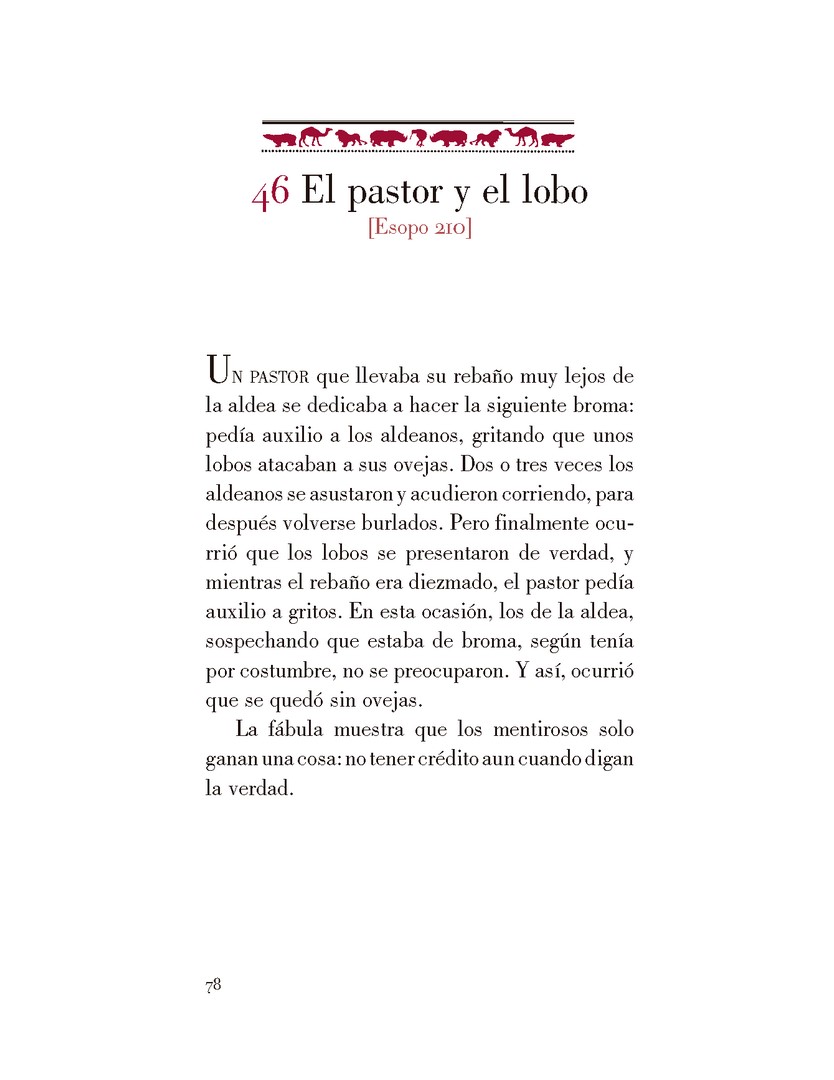 46 El pastor y el lobo
[Esopo 210]
UN PASTOR que llevaba su rebaño muy lejos de
la aldea se dedicaba a hacer la siguiente broma:
pedía auxilio a los aldeanos, gritando que unos
lobos atacaban a sus ovejas. Dos o tres veces los
aldeanos se asustaron y acudieron corriendo, para
después volverse burlados. Pero finalmente ocu-
rrió que los lobos se presentaron de verdad, y
mientras el rebaño era diezmado, el pastor pedía
auxilio a gritos. En esta ocasión, los de la aldea,
sospechando que estaba de broma, según tenía
por costumbre, no se preocuparon. Y así, ocurrió
que se quedó sin ovejas.
La fábula muestra que los mentirosos solo
ganan una cosa: no tener crédito aun cuando digan
la verdad.
78